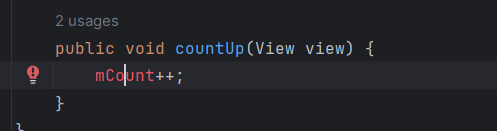 2 usages
public void countUp(View view) {
mCount++;
}
}